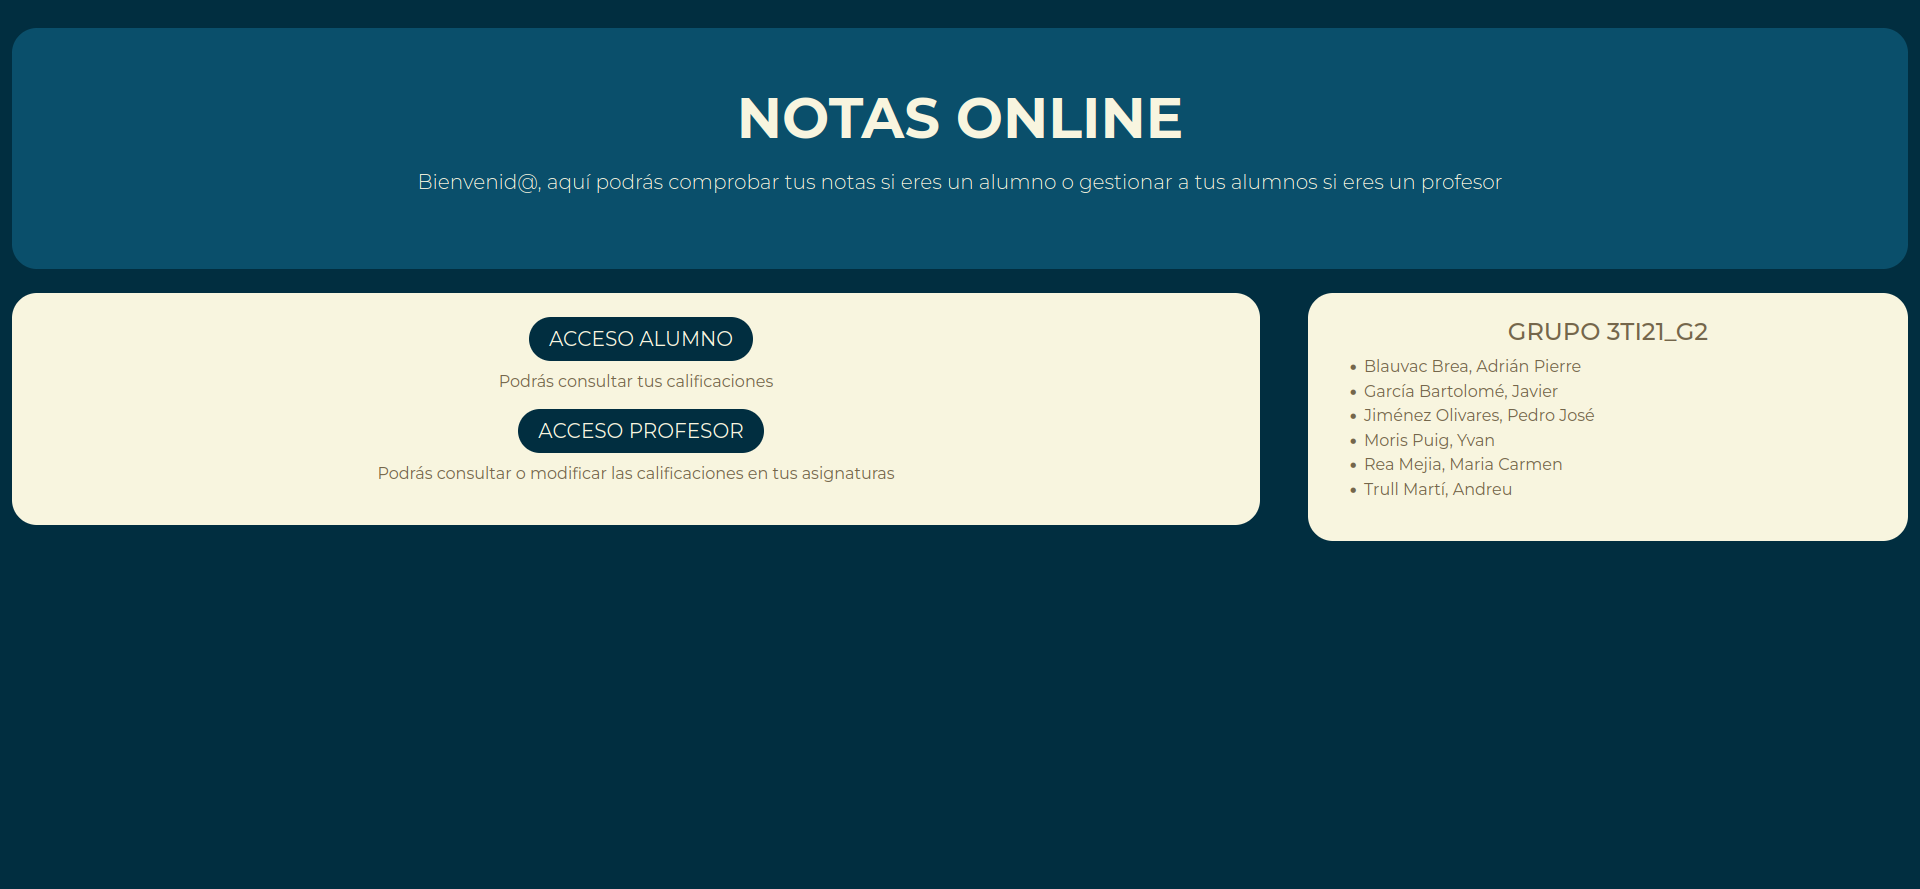 NOTAS ONLINE
Bienvenid@, aquí podrás comprobar tus notas si eres un alumno o gestionar a tus alumnos si eres un profesor
ACCESO ALUMNO
Podrás consultar tus calificaciones
ACCESO PROFESOR
Podrás consultar o modificar las calificaciones en tus asignaturas
GRUPO 3TI21_G2
• Blauvac Brea, Adrián Pierre
• García Bartolomé, Javier
• Jiménez Olivares, Pedro José
• Moris Puig, Yvan
• Rea Mejia, Maria Carmen
• Trull Martí, Andreu